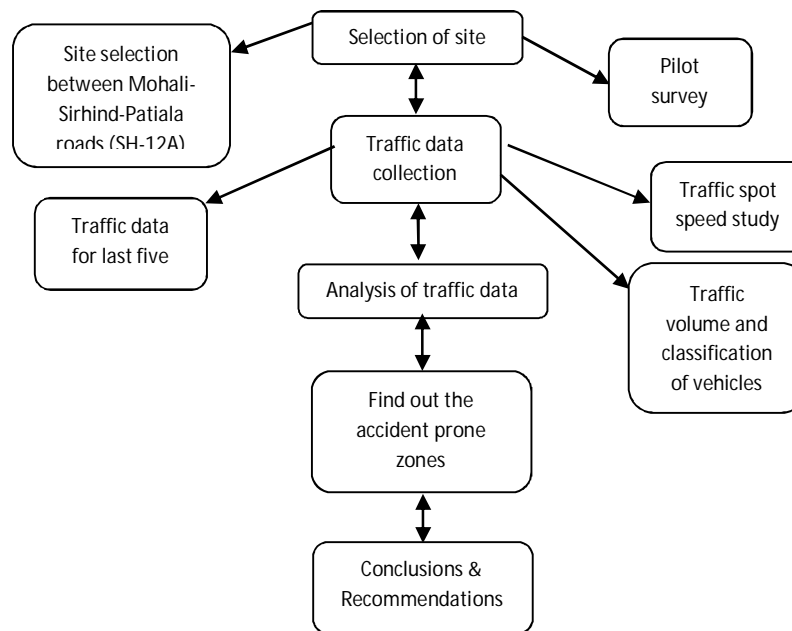 Selection of site
Site selection
between Mohali-
Sirhind-Patiala
roads (SH-12A)
Pilot
survey
Traffic data
collection
Traffic data
for last five
Traffic spot
speed study
Analysis of traffic data
Traffic
volume and
classification
of vehicles
Find out the
accident prone
zones
Conclusions &
Recommendations